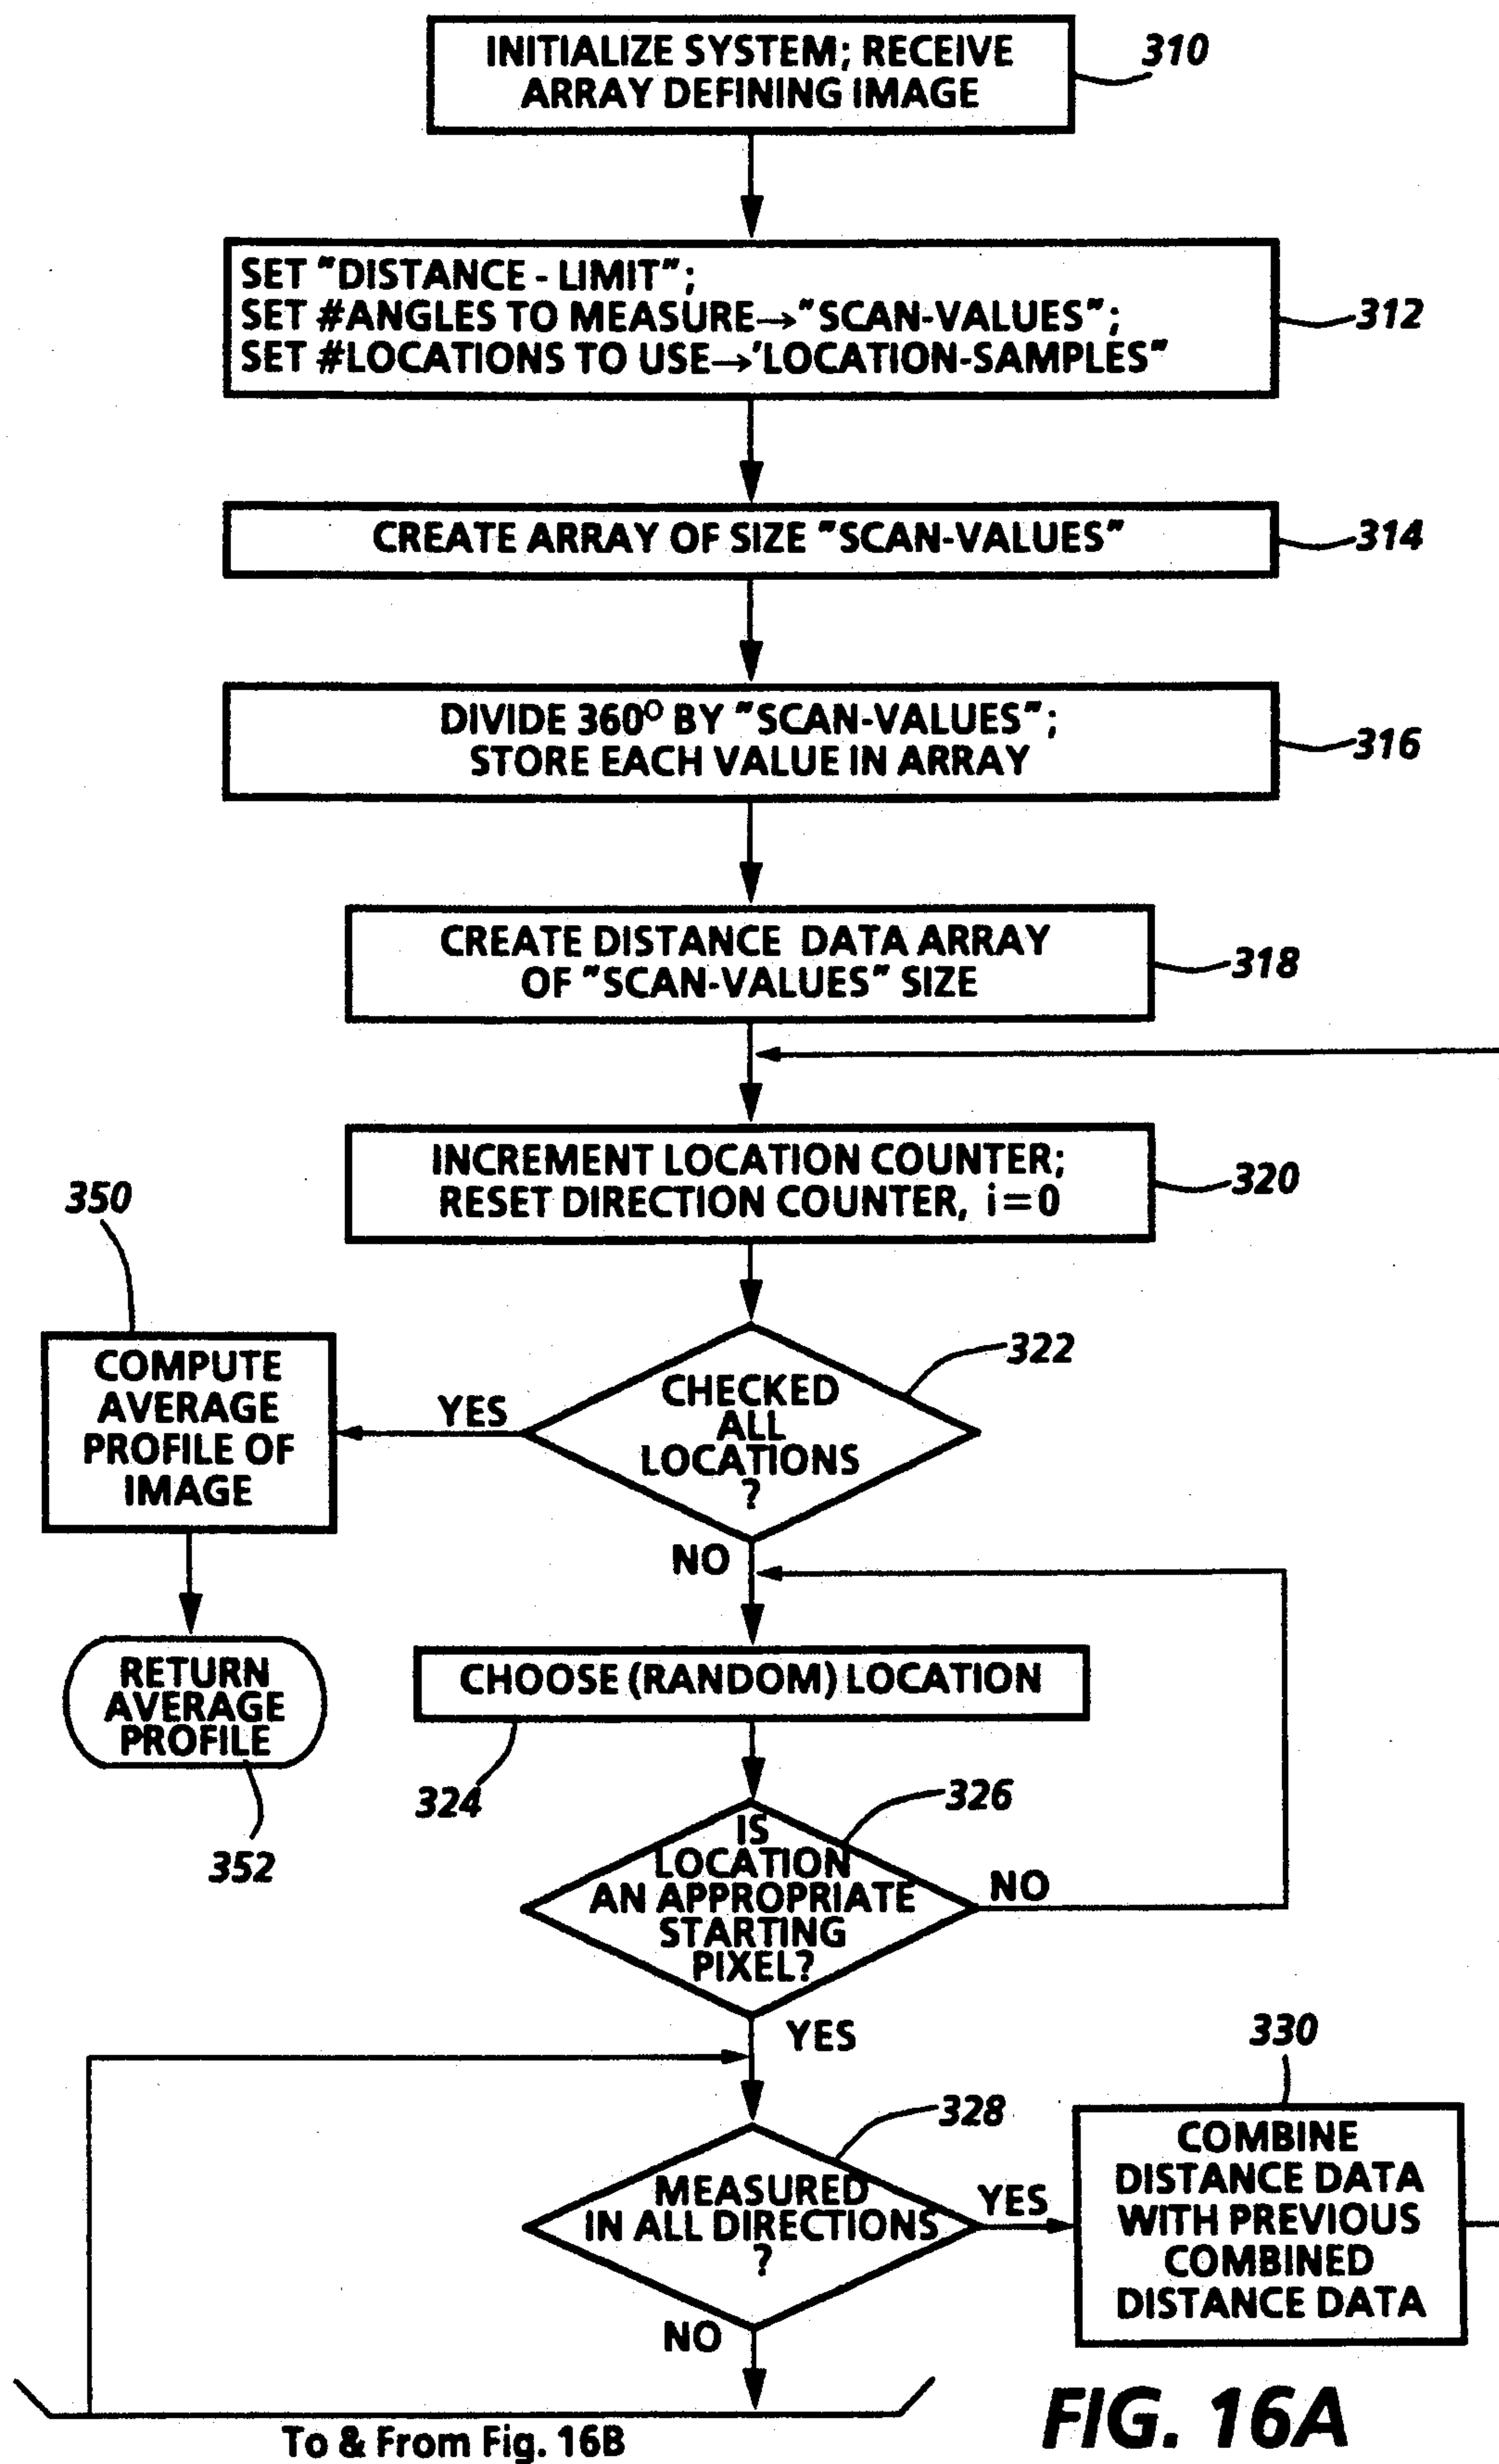 INITIALIZE SYSTEM; RECEIVE
ARRAY DEFINING IMAGE
310
SET "DISTANCE - LIMIT";
SET #ANGLES TO MEASURE→"SCAN-VALUES";
SET #LOCATIONS TO USE→'LOCATION-SAMPLES"
312
CREATE ARRAY OF SIZE "SCAN-VALUES"
314
DIVIDE 360° BY "SCAN-VALUES";
STORE EACH VALUE IN ARRAY
316
CREATE DISTANCE DATA ARRAY
OF "SCAN-VALUES" SIZE
318
INCREMENT LOCATION COUNTER;
RESET DIRECTION COUNTER, i=0
320
350
COMPUTE
AVERAGE
PROFILE OF
IMAGE
YES
CHECKED
ALL
LOCATIONS
?
322
NO
RETURN
AVERAGE
PROFILE
352
CHOOSE (RANDOM) LOCATION
324
IS
LOCATION
AN APPROPRIATE
STARTING
PIXEL?
326
NO
YES
MEASURED
IN ALL DIRECTIONS
?
328
YES
330
COMBINE
DISTANCE DATA
WITH PREVIOUS
COMBINED
DISTANCE DATA
NO
To & From Fig. 16B
FIG. 16A